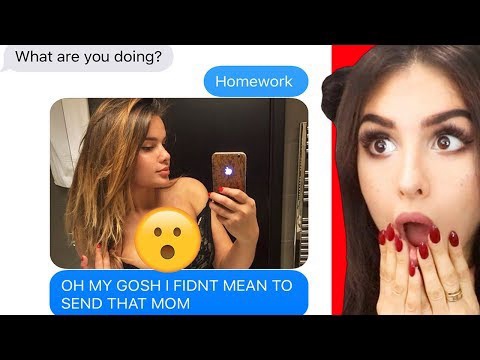 What are you doing?
Homework
OH MY GOSH I FIDNT MEAN TO
SEND THAT MOM